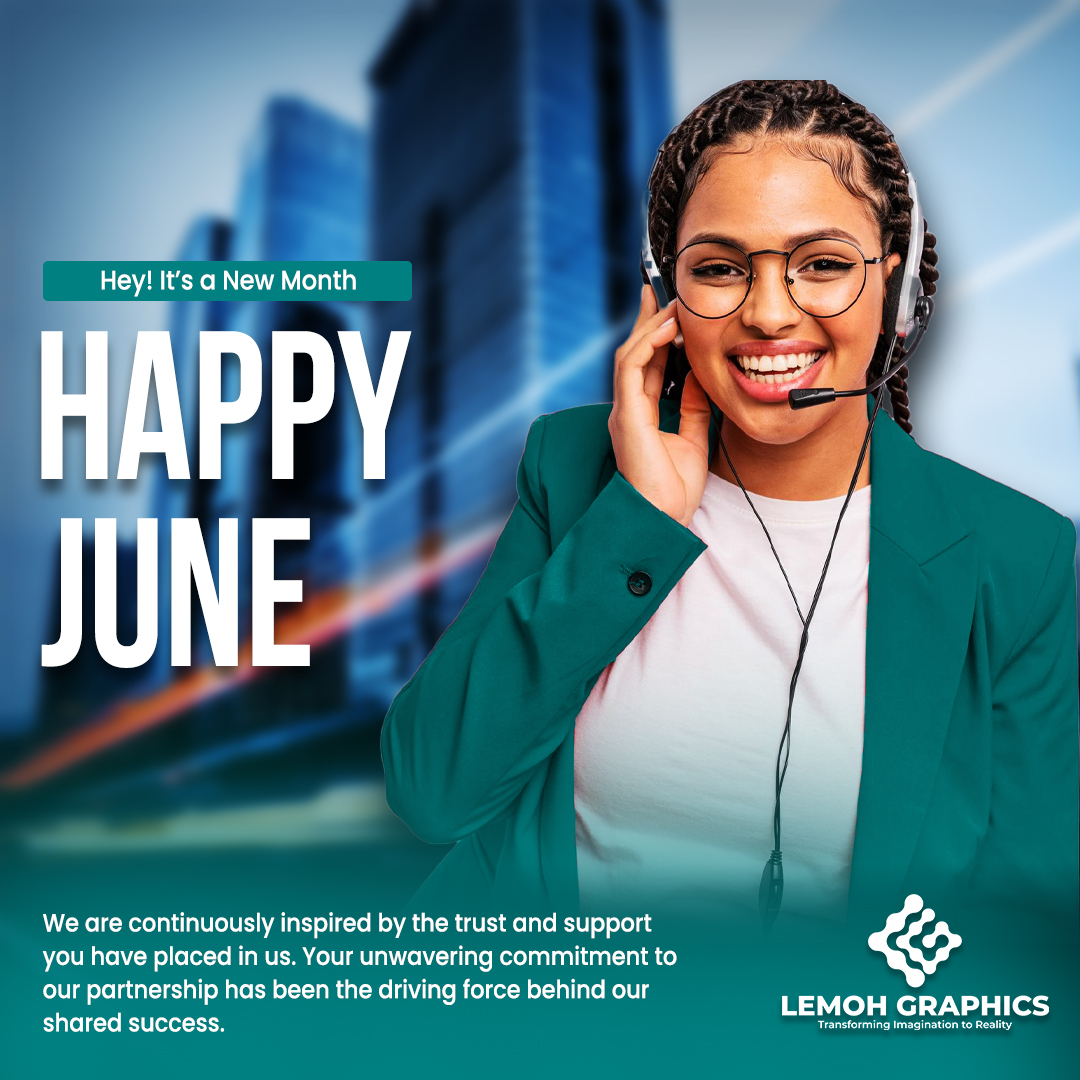 Hey! It’s a New Month
HAPPY
JUNE
We are continuously inspired by the trust and support
you have placed in us. Your unwavering commitment to
our partnership has been the driving force behind our
shared success.
LEMOH GRAPHICS
Transforming Imagination to Reality